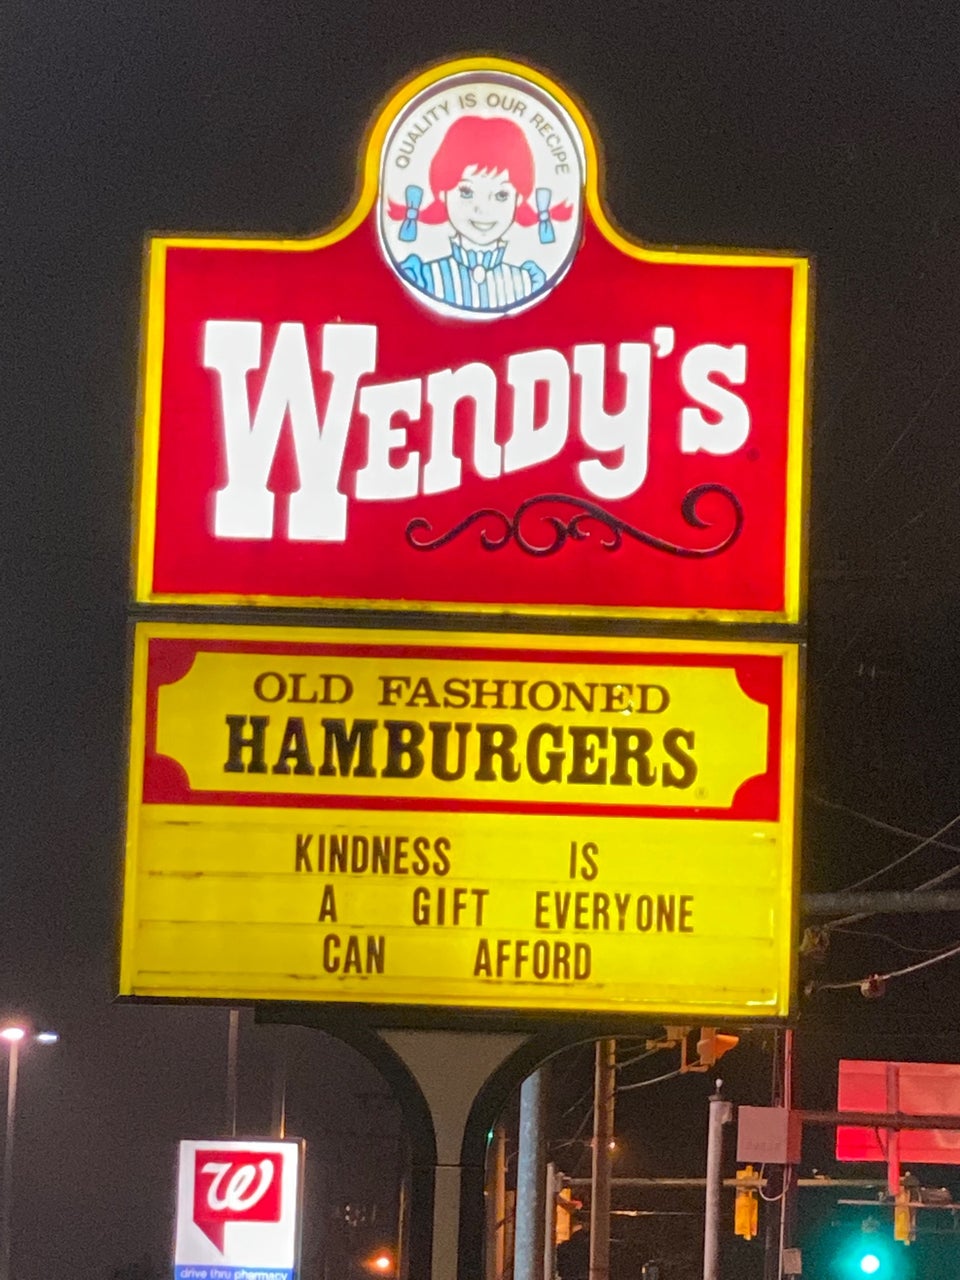 QUALITY IS OUR RECIPE
WENDY'S
OLD FASHIONED
HAMBURGERS
KINDNESS IS
A GIFT EVERYONE
CAN AFFORD
W
drive thru pharmacy